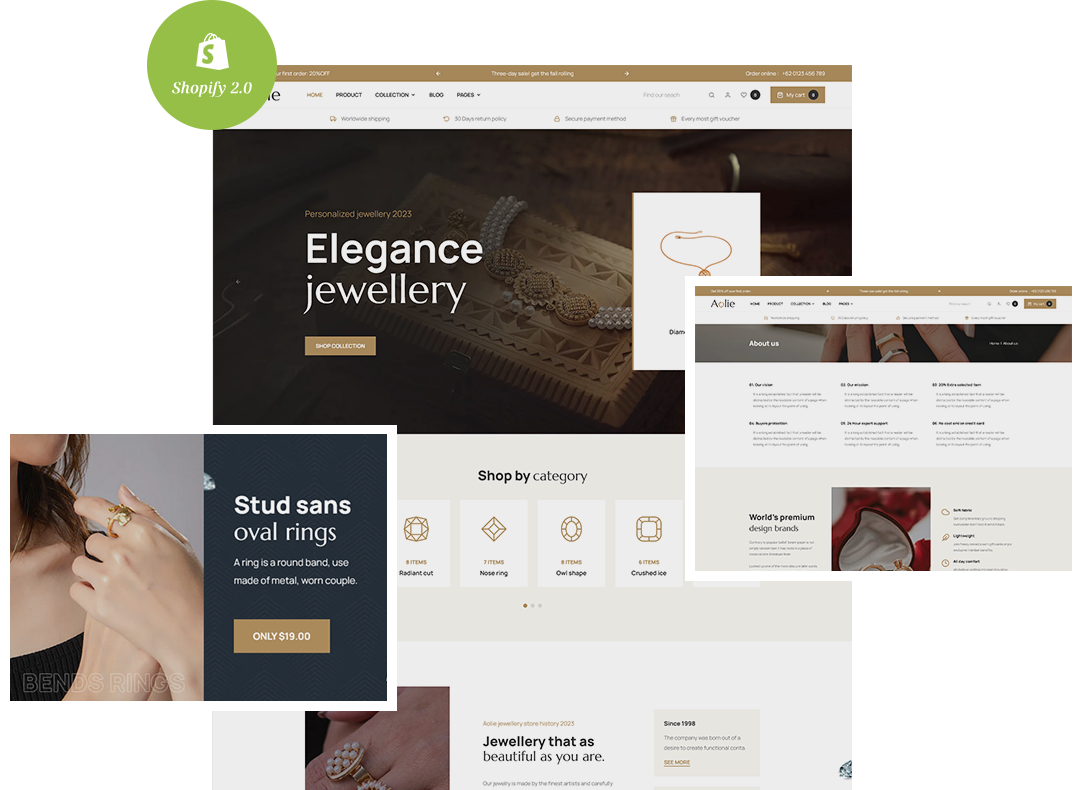 Shopify 2.0
ur first order: 20%OFF
Three-day sale! get the fall rolling
Order online : +62 0123 456 789
HOME
PRODUCT
COLLECTION
BLOG
PAGES
Find our seach
0
My cart
0
Worldwide shipping
30 Days return policy
Secure payment method
Every most gift voucher
Personalized jewellery 2023
Elegance
jewellery
SHOP COLLECTION
Aolie
HOME
PRODUCT
COLLECTION
BLOG
PAGES
My cart
About us
Home
About us
01. Our vision
02. Our mission
03. 20% Extra selected item
04. Buyers protection
05. 24 hour expert support
06. No-cost emi on credit card
World's premium
design brands
Soft fabric
Lightweight
All day comfort
Stud sans
oval rings
A ring is a round band, use
made of metal, worn couple.
ONLY $19.00
BENDS RINGS
Shop by category
8 ITEMS
Radiant cut
7 ITEMS
Nose ring
8 ITEMS
Owl shape
6 ITEMS
Crushed ice
Aolie jewellery store history 2023
Jewellery that as
beautiful as you are.
Our jewelry is made by the finest artists and carefully
Since 1998
The company was born out of a
desire to create functional conta.
SEE MORE